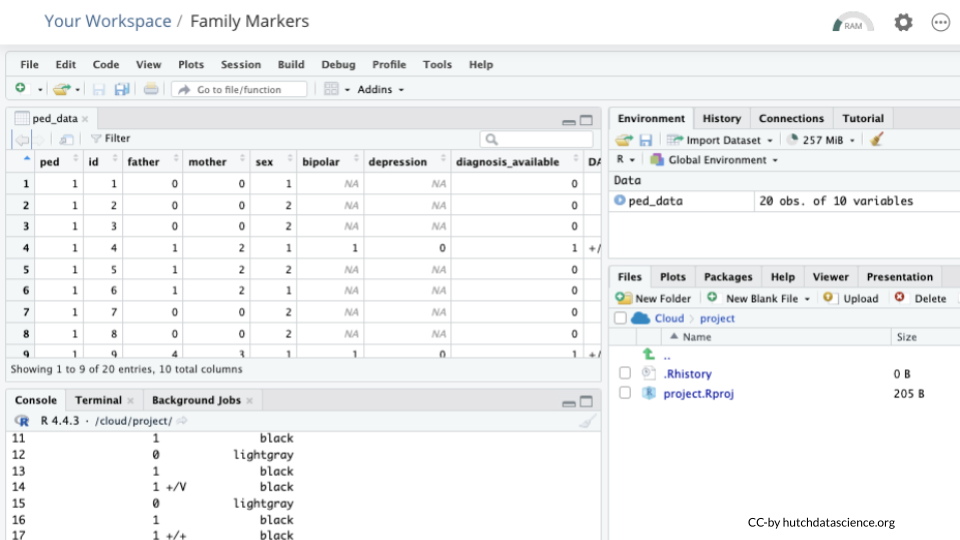 Your Workspace / Family Markers
RAM
File Edit Code View Plots Session Build Debug Profile Tools Help
Go to file/function Addins
ped_data
Filter
ped id father mother sex bipolar depression diagnosis_available
1 1 1 0 0 1 NA NA 0
2 1 2 0 0 2 NA NA 0
3 1 3 0 0 2 NA NA 0
4 1 4 1 2 1 1 0 1 +/
5 1 5 1 2 2 NA NA 0
6 1 6 1 2 1 NA NA 0
7 1 7 0 0 2 NA NA 0
8 1 8 0 0 2 NA NA 0
9 1 9 4 3 1 1 0 1 +/
Showing 1 to 9 of 20 entries, 10 total columns
Console Terminal Background Jobs
R 4.4.3 · /cloud/project/
11 1 black
12 0 lightgray
13 1 black
14 1 +/V black
15 0 lightgray
16 1 black
17 1 +/+ black
Environment History Connections Tutorial
Import Dataset 257 MiB
R Global Environment
Data
ped_data 20 obs. of 10 variables
Files Plots Packages Help Viewer Presentation
New Folder New Blank File Upload Delete
Cloud project
Name Size
..
.Rhistory 0 B
project.Rproj 205 B
CC-by hutchdatascience.org